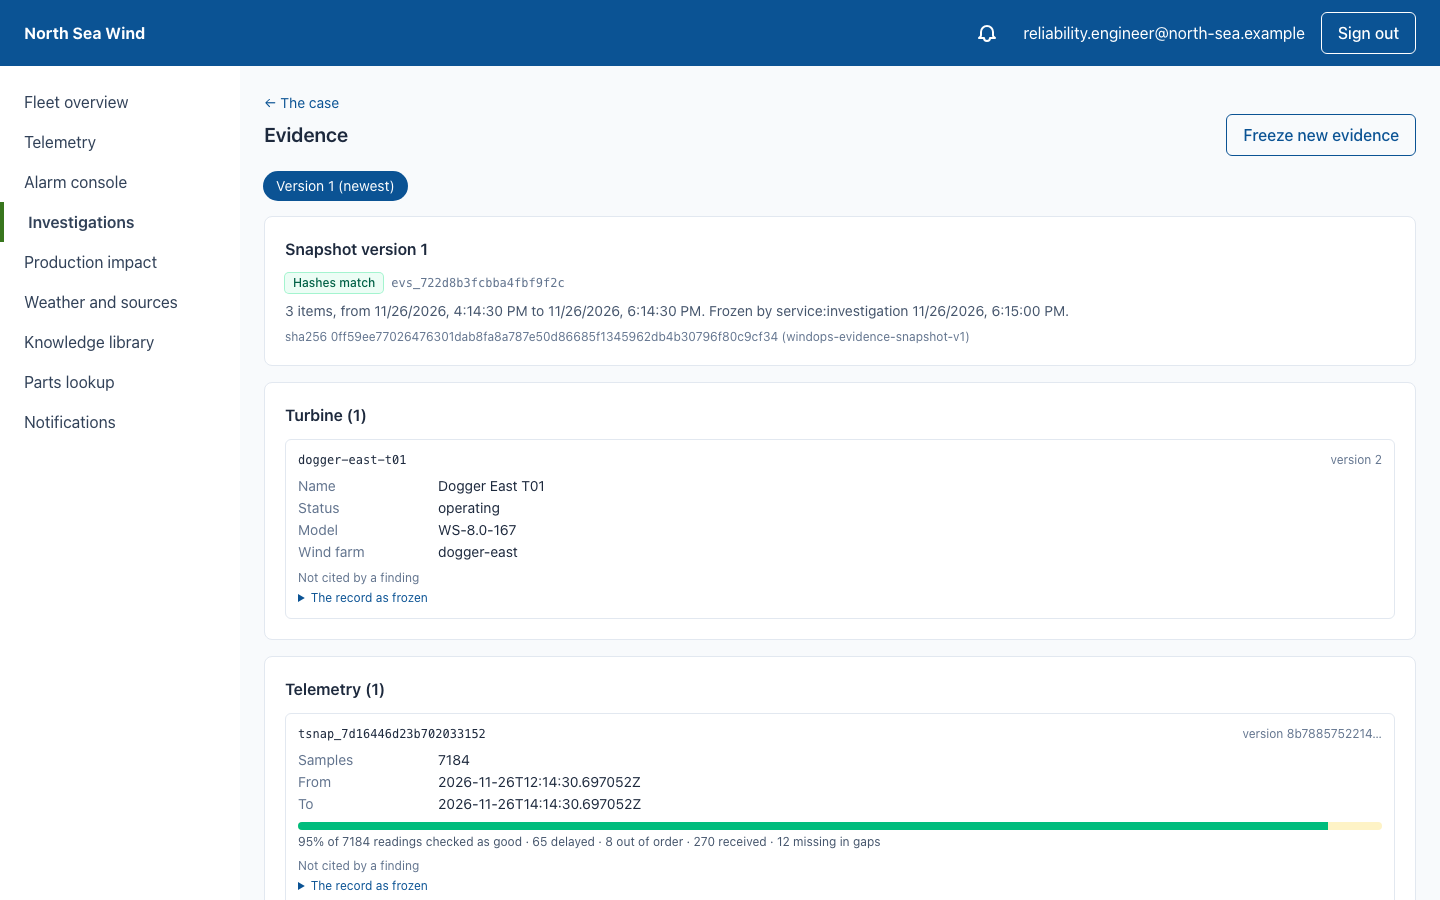 North Sea Wind
reliability.engineer@north-sea.example
Sign out
Fleet overview
Telemetry
Alarm console
Investigations
Production impact
Weather and sources
Knowledge library
Parts lookup
Notifications
← The case
Evidence
Freeze new evidence
Version 1 (newest)
Snapshot version 1
Hashes match evs_722d8b3fcbba4fbf9f2c
3 items, from 11/26/2026, 4:14:30 PM to 11/26/2026, 6:14:30 PM. Frozen by service:investigation 11/26/2026, 6:15:00 PM.
sha256 0ff59ee77026476301dab8fa8a787e50d86685f1345962db4b30796f80c9cf34 (windops-evidence-snapshot-v1)
Turbine (1)
dogger-east-t01 version 2
Name Dogger East T01
Status operating
Model WS-8.0-167
Wind farm dogger-east
Not cited by a finding
The record as frozen
Telemetry (1)
tsnap_7d16446d23b702033152 version 8b7885752214...
Samples 7184
From 2026-11-26T12:14:30.697052Z
To 2026-11-26T14:14:30.697052Z
95% of 7184 readings checked as good · 65 delayed · 8 out of order · 270 received · 12 missing in gaps
Not cited by a finding
The record as frozen